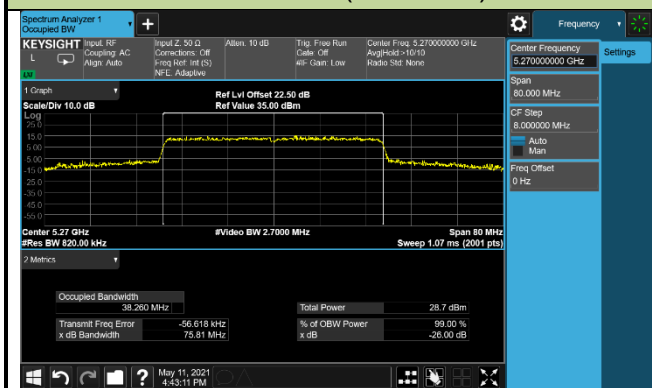 Spectrum Analyzer 1
Occupied BW
Frequency
KEYSIGHT
L
Input: RF
Coupling: AC
Align: Auto
Input Z: 50 Ω
Corrections: Off
Freq Ref: Int (S)
NFE: Adaptive
Atten: 10 dB
Trig: Free Run
Gate: Off
#IF Gain: Low
Center Freq: 5.270000000 GHz
Avg|Hold:>10/10
Radio Std: None
Center Frequency
5.270000000 GHz
Settings
Span
80.000 MHz
CF Step
8.000000 MHz
Auto
Man
Freq Offset
0 Hz
1 Graph
Scale/Div 10.0 dB
Ref Lvl Offset 22.50 dB
Ref Value 35.00 dBm
Log
25.0
15.0
5.00
-5.00
-15.0
-25.0
-35.0
-45.0
-55.0
Center 5.27 GHz
#Video BW 2.7000 MHz
Span 80 MHz
#Res BW 820.00 kHz
Sweep 1.07 ms (2001 pts)
2 Metrics
Occupied Bandwidth
38.260 MHz
Total Power
28.7 dBm
Transmit Freq Error
-56.618 kHz
% of OBW Power
99.00 %
x dB Bandwidth
75.81 MHz
x dB
-26.00 dB
May 11, 2021
4:43:11 PM